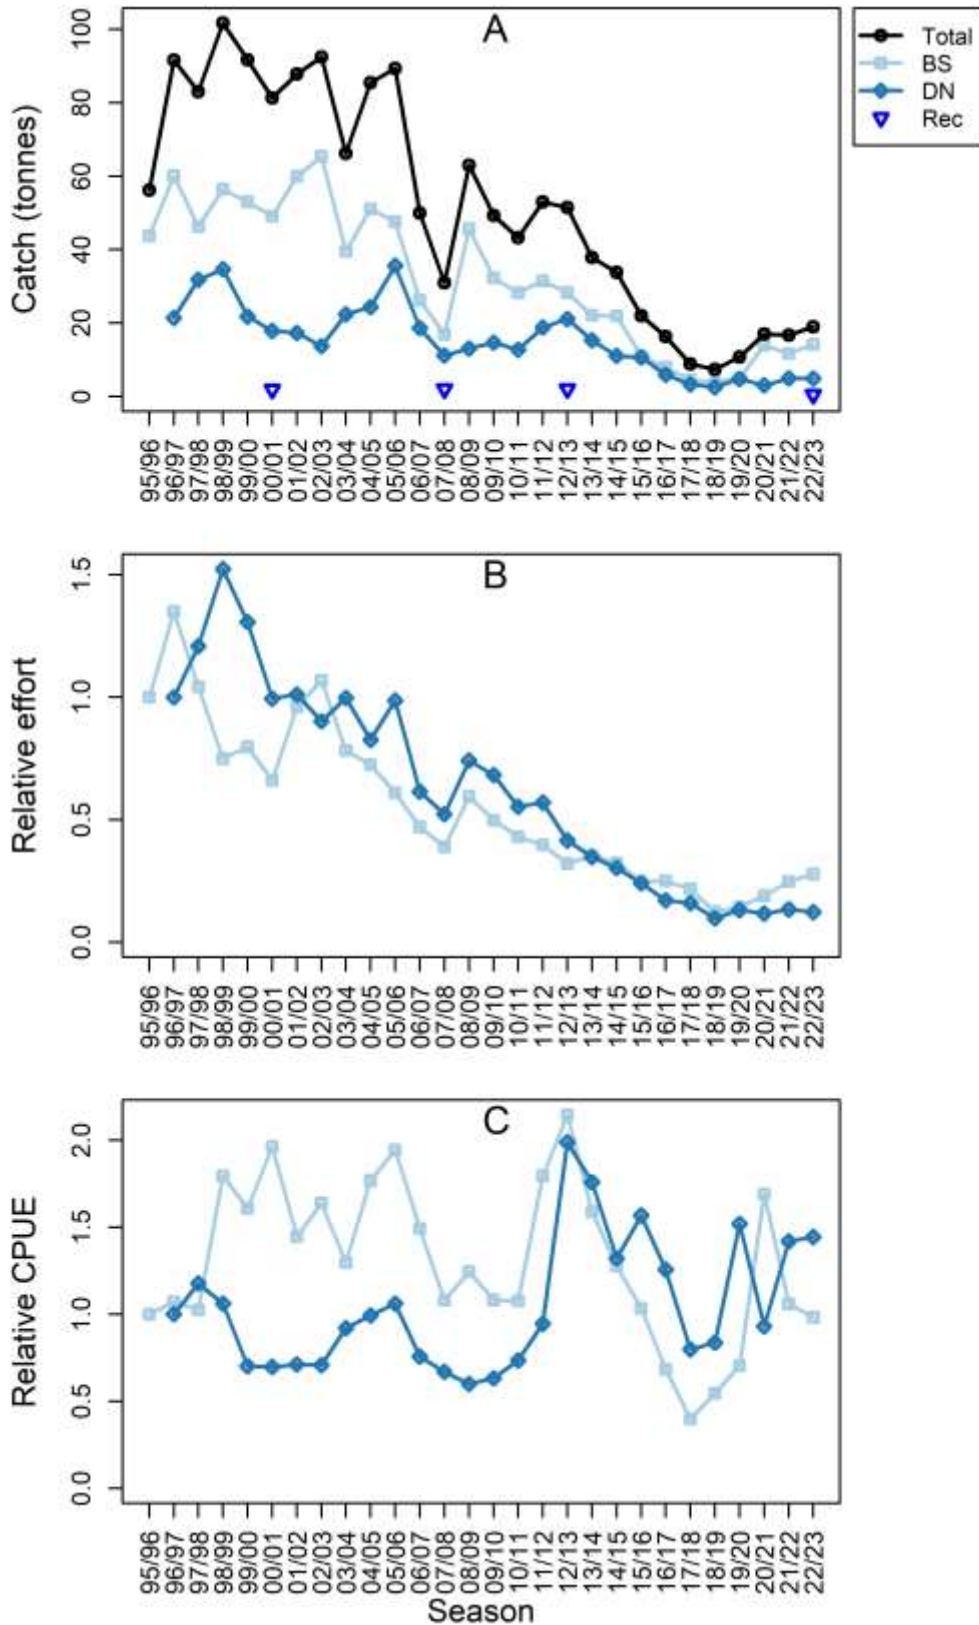 A
Total
BS
DN
Rec
Catch (tonnes)
100
80
60
40
20
0
95/96 96/97 97/98 98/99 99/00 00/01 01/02 02/03 03/04 04/05 05/06 06/07 07/08 08/09 09/10 10/11 11/12 12/13 13/14 14/15 15/16 16/17 17/18 18/19 19/20 20/21 21/22 22/23
B
Relative effort
1.5
1.0
0.5
0.0
95/96 96/97 97/98 98/99 99/00 00/01 01/02 02/03 03/04 04/05 05/06 06/07 07/08 08/09 09/10 10/11 11/12 12/13 13/14 14/15 15/16 16/17 17/18 18/19 19/20 20/21 21/22 22/23
C
Relative CPUE
2.0
1.5
1.0
0.5
0.0
95/96 96/97 97/98 98/99 99/00 00/01 01/02 02/03 03/04 04/05 05/06 06/07 07/08 08/09 09/10 10/11 11/12 12/13 13/14 14/15 15/16 16/17 17/18 18/19 19/20 20/21 21/22 22/23
Season